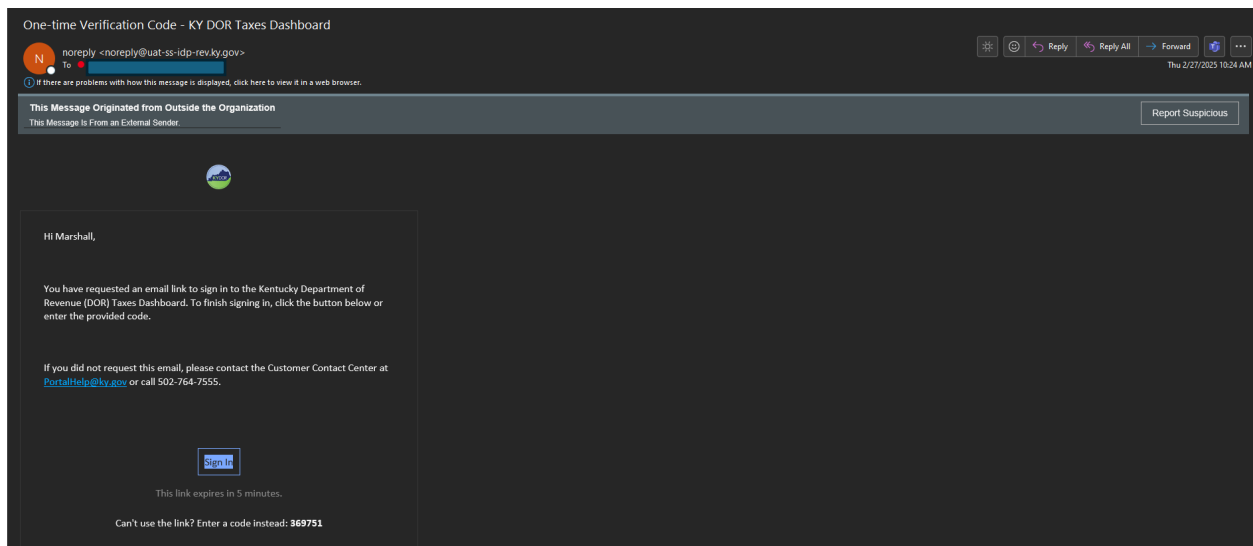 One-time Verification Code - KY DOR Taxes Dashboard
N
noreply <noreply@uat-ss-idp-rev.ky.gov>
To
Reply
Reply All
Forward
Thu 2/27/2025 10:24 AM
If there are problems with how this message is displayed, click here to view it in a web browser.
This Message Originated from Outside the Organization
This Message Is From an External Sender.
Report Suspicious
KYDOR
Hi Marshall,
You have requested an email link to sign in to the Kentucky Department of
Revenue (DOR) Taxes Dashboard. To finish signing in, click the button below or
enter the provided code.
If you did not request this email, please contact the Customer Contact Center at
PortalHelp@ky.gov or call 502-764-7555.
Sign In
This link expires in 5 minutes.
Can't use the link? Enter a code instead: 369751